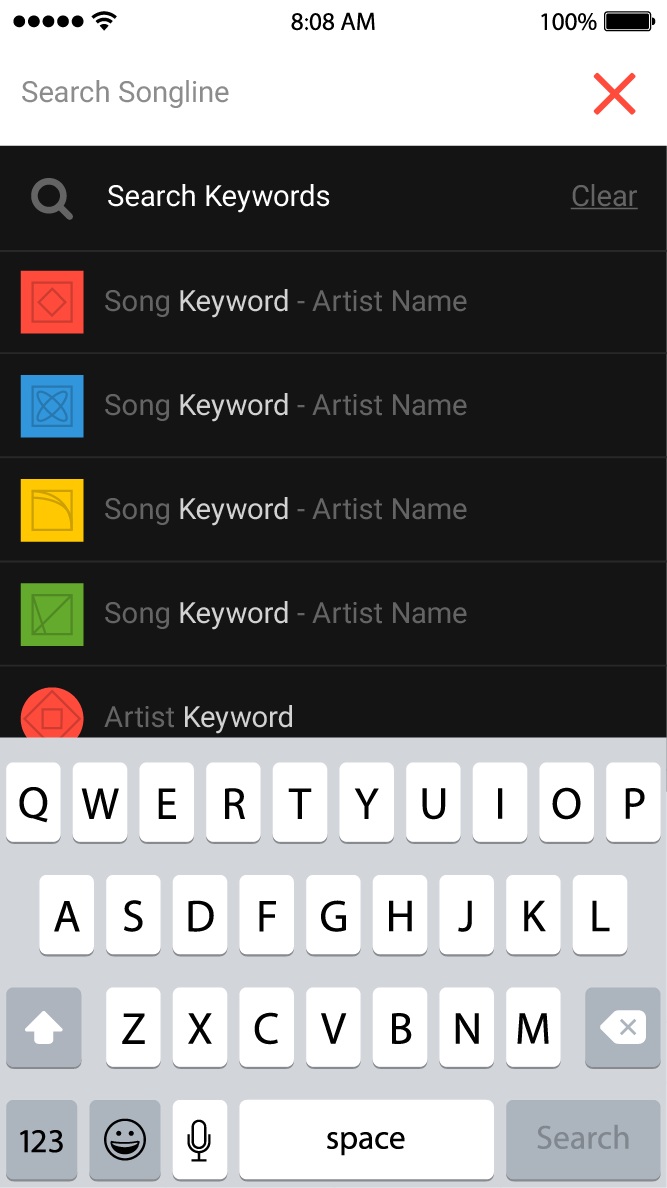 8:08 AM 100%
Search Songline
Search Keywords Clear
Song Keyword - Artist Name
Song Keyword - Artist Name
Song Keyword - Artist Name
Song Keyword - Artist Name
Artist Keyword
Q W E R T Y U I O P
A S D F G H J K L
Z X C V B N M
123 space Search